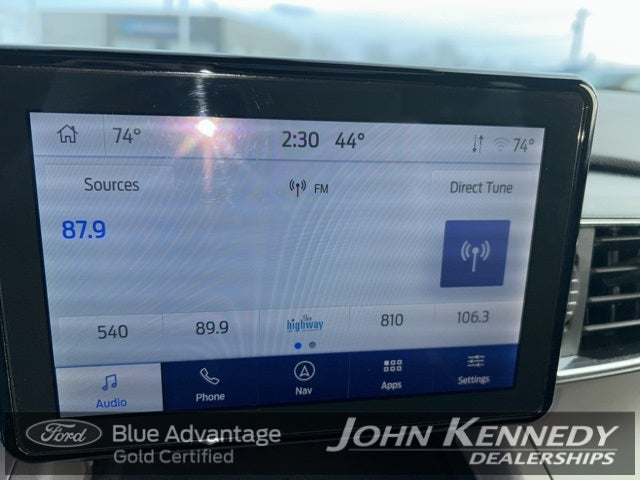 74° 2:30 44° 74°
Sources FM Direct Tune
87.9
540 89.9 the highway 810 106.3
Audio Phone Nav Apps Settings
Ford Blue Advantage JOHN KENNEDY
Gold Certified DEALERSHIPS